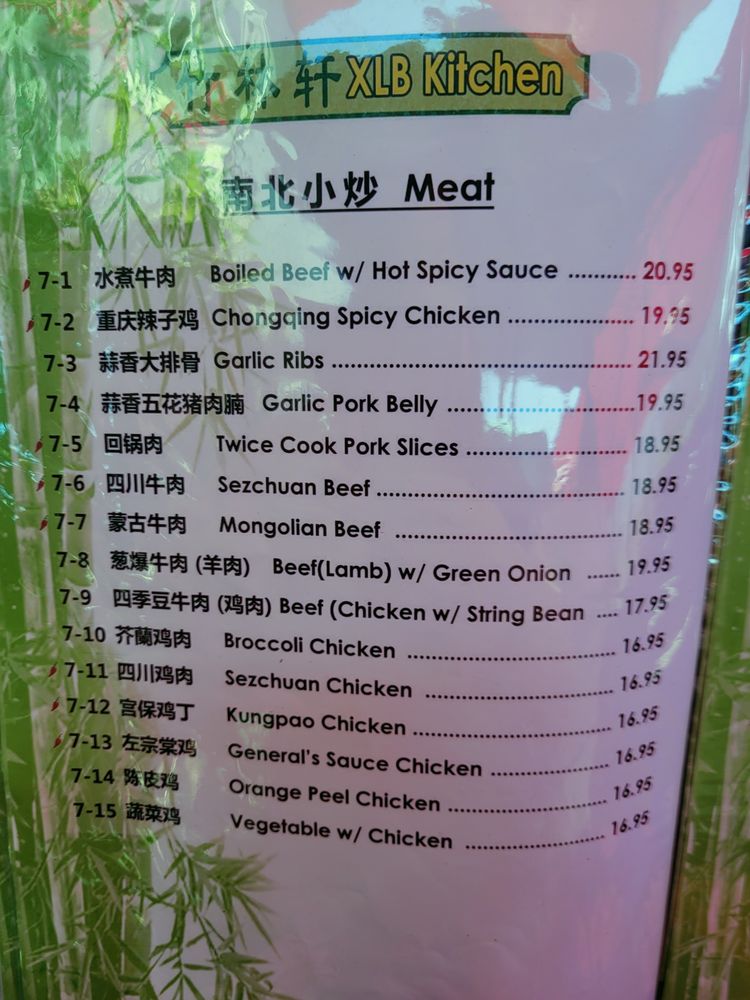 竹林轩 XLB Kitchen
南北小炒 Meat
7-1 水煮牛肉 Boiled Beef w/ Hot Spicy Sauce ........... 20.95
7-2 重庆辣子鸡 Chongqing Spicy Chicken .................... 19.95
7-3 蒜香大排骨 Garlic Ribs ................................................ 21.95
7-4 蒜香五花猪肉腩 Garlic Pork Belly ..............................19.95
7-5 回锅肉 Twice Cook Pork Slices ......................... 18.95
7-6 四川牛肉 Sezchuan Beef ....................................... 18.95
7-7 蒙古牛肉 Mongolian Beef .................................... 18.95
7-8 葱爆牛肉 (羊肉) Beef(Lamb) w/ Green Onion ...... 19.95
7-9 四季豆牛肉 (鸡肉) Beef (Chicken w/ String Bean .... 17.95
7-10 芥蘭鸡肉 Broccoli Chicken .................................. 16.95
7-11 四川鸡肉 Sezchuan Chicken .............................. 16.95
7-12 宫保鸡丁 Kungpao Chicken ............................... 16.95
7-13 左宗棠鸡 General's Sauce Chicken ................... 16.95
7-14 陈皮鸡 Orange Peel Chicken ......................... 16.95
7-15 蔬菜鸡 Vegetable w/ Chicken ...................... 16.95